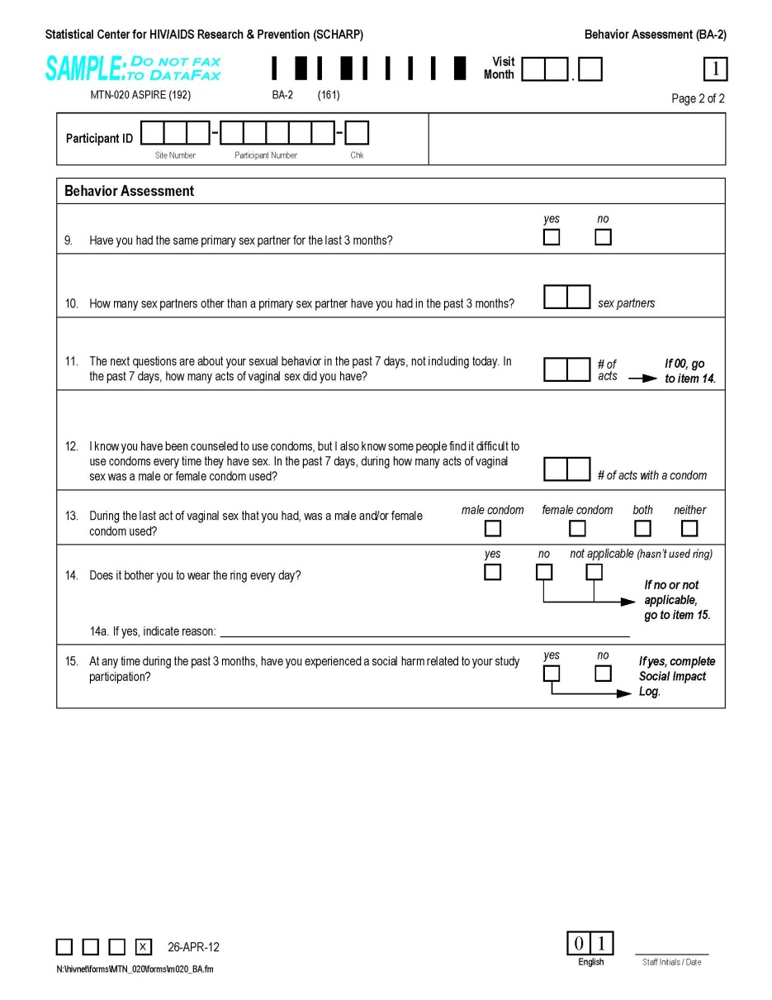 Statistical Center for HIV/AIDS Research & Prevention (SCHARP) Behavior Assessment (BA-2)
SAMPLE: DO NOT FAX
TO DATAFAX
Visit
Month .
1
MTN-020 ASPIRE (192) BA-2 (161)
Page 2 of 2
Participant ID - -
Site Number Participant Number Chk
Behavior Assessment
yes no
9. Have you had the same primary sex partner for the last 3 months?
10. How many sex partners other than a primary sex partner have you had in the past 3 months? sex partners
11. The next questions are about your sexual behavior in the past 7 days, not including today. In
the past 7 days, how many acts of vaginal sex did you have?
# of
acts
If 00, go
to item 14.
12. I know you have been counseled to use condoms, but I also know some people find it difficult to
use condoms every time they have sex. In the past 7 days, during how many acts of vaginal
sex was a male or female condom used?
# of acts with a condom
male condom female condom both neither
13. During the last act of vaginal sex that you had, was a male and/or female
condom used?
yes no not applicable (hasn't used ring)
14. Does it bother you to wear the ring every day?
If no or not
applicable,
go to item 15.
14a. If yes, indicate reason:
yes no
15. At any time during the past 3 months, have you experienced a social harm related to your study
participation?
If yes, complete
Social Impact
Log.
X 26-APR-12
0 1
English
Staff Initials / Date
N:\hivnet\forms\MTN_020\forms\m020_BA.fm